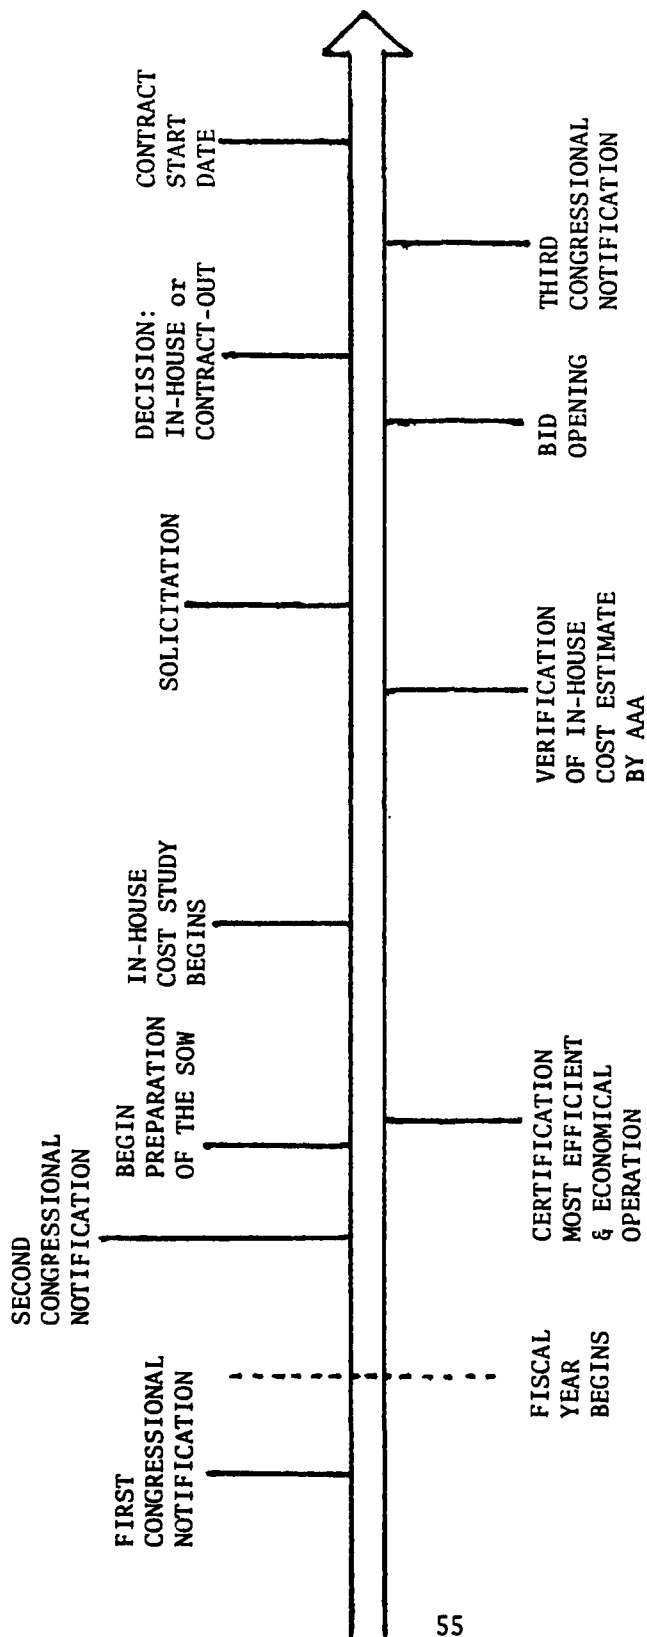 FIRST
CONGRESSIONAL
NOTIFICATION
FISCAL
YEAR
BEGINS
SECOND
CONGRESSIONAL
NOTIFICATION
BEGIN
PREPARATION
OF THE SOW
CERTIFICATION
MOST EFFICIENT
& ECONOMICAL
OPERATION
IN-HOUSE
COST STUDY
BEGINS
VERIFICATION
OF IN-HOUSE
COST ESTIMATE
BY AAA
SOLICITATION
BID
OPENING
DECISION:
IN-HOUSE or
CONTRACT-OUT
THIRD
CONGRESSIONAL
NOTIFICATION
CONTRACT
START
DATE
55